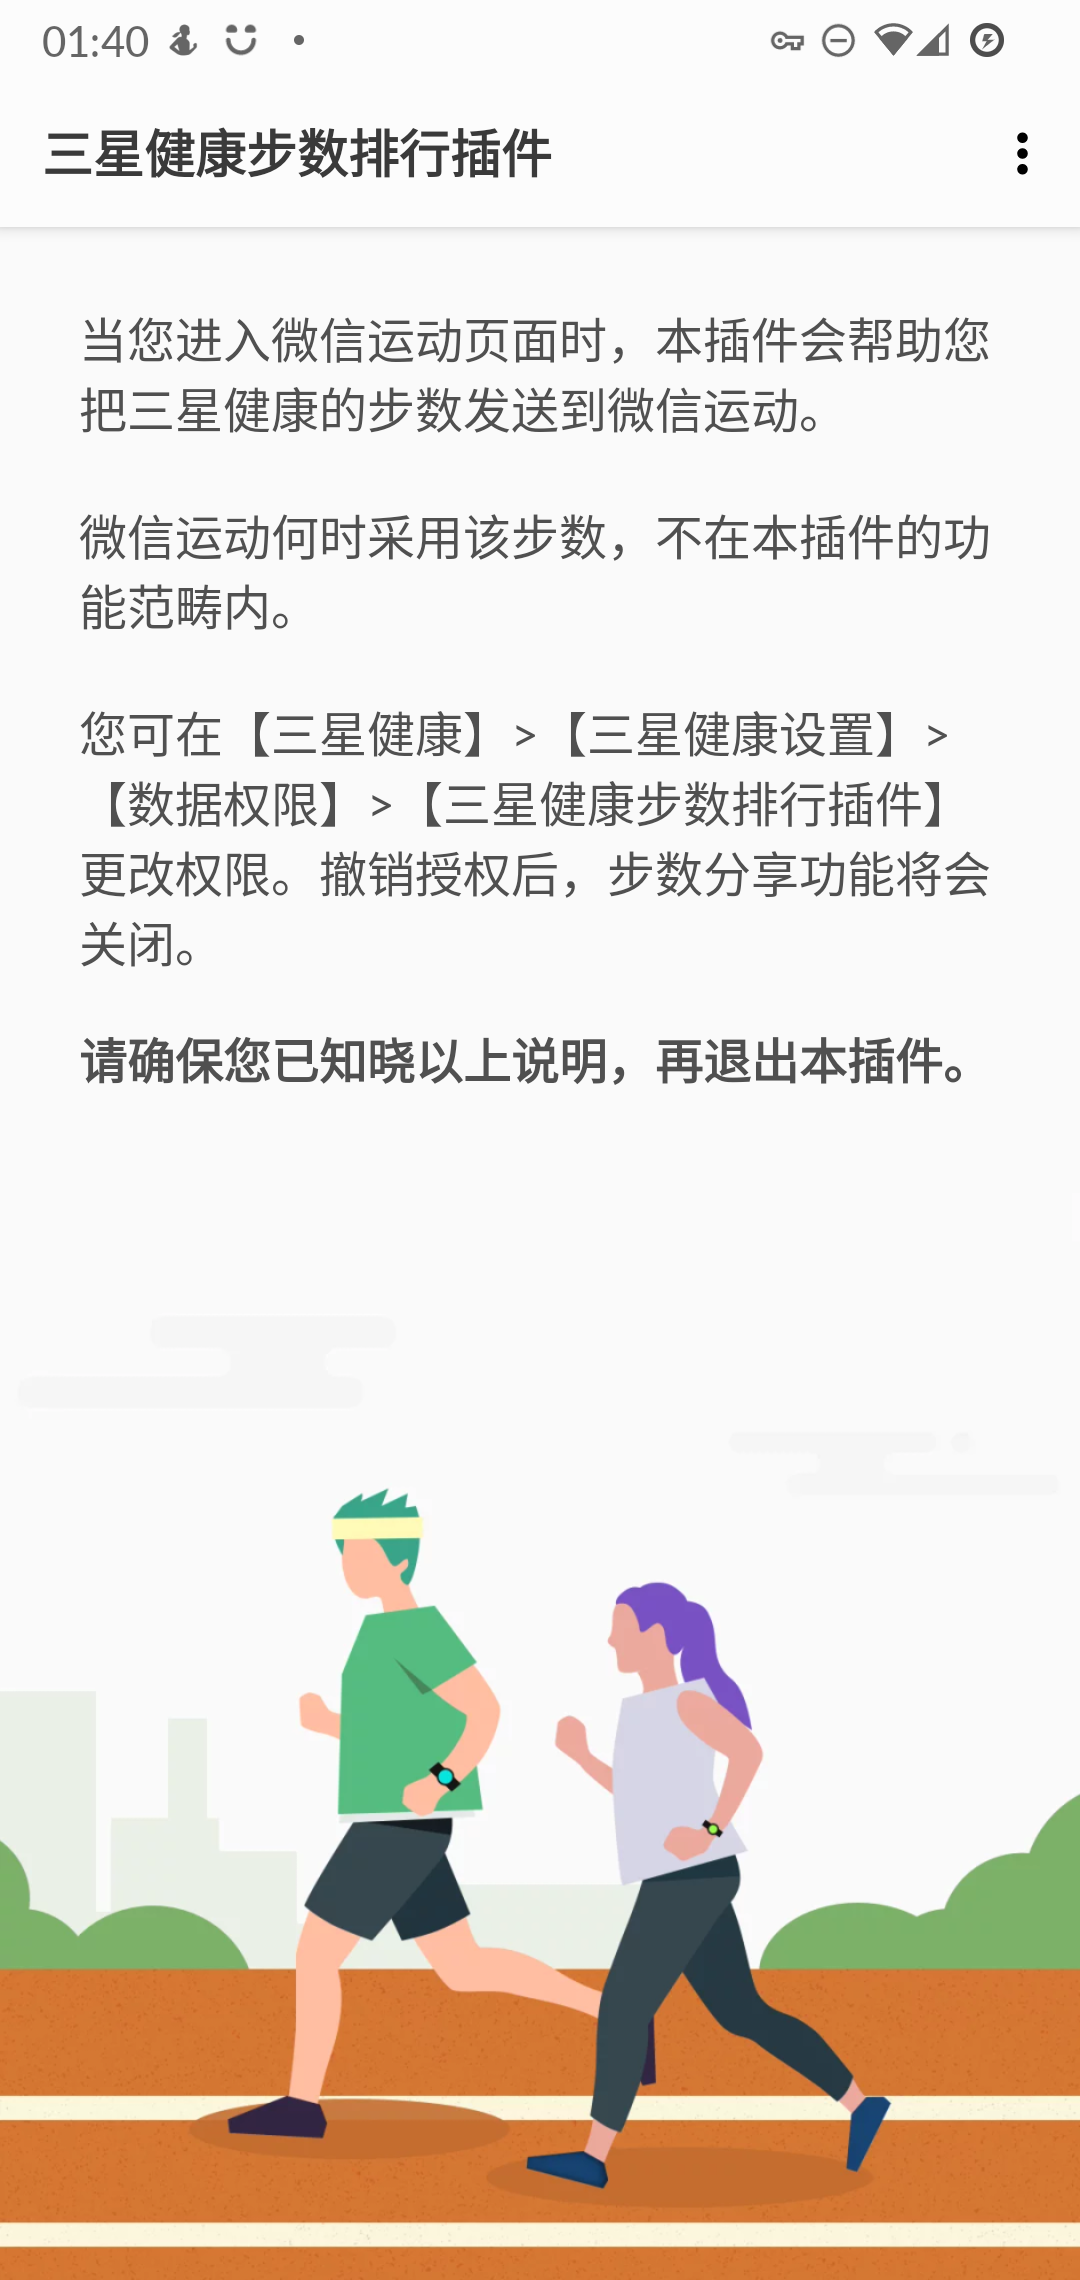 01:40
三星健康步数排行插件
当您进入微信运动页面时，本插件会帮助您
把三星健康的步数发送到微信运动。
微信运动何时采用该步数，不在本插件的功
能范畴内。
您可在【三星健康】>【三星健康设置】>
【数据权限】>【三星健康步数排行插件】
更改权限。撤销授权后，步数分享功能将会
关闭。
请确保您已知晓以上说明，再退出本插件。